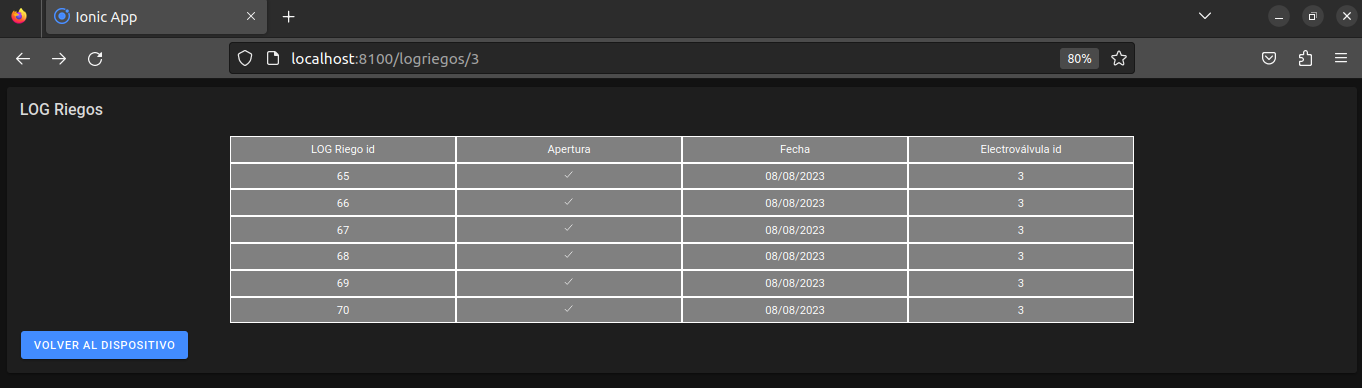 Ionic App
localhost:8100/logriegos/3
80%
LOG Riegos
LOG Riego id Apertura Fecha Electroválvula id
65 08/08/2023 3
66 08/08/2023 3
67 08/08/2023 3
68 08/08/2023 3
69 08/08/2023 3
70 08/08/2023 3
VOLVER AL DISPOSITIVO